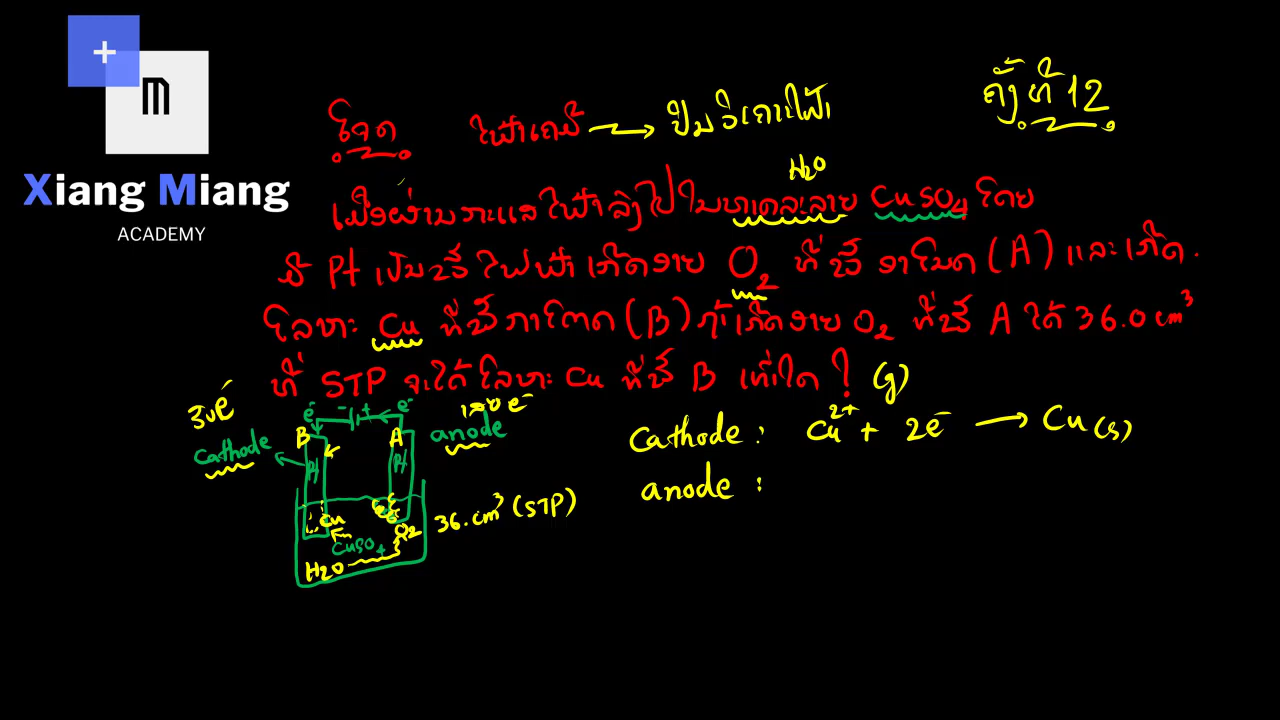 +
m
Xiang Miang
ACADEMY
ຄັ້ງທີ 12
ໂຈດ ໄຟຟ້າເຄມີ → ປັນວິເຄາະໄຟຟ້າ
H₂O
ເມື່ອຜ່ານກະແສໄຟຟ້າລົງໄປໃນທາດລະລາຍ CuSO₄ ໂດຍ
ມີ Pt ເປັນຂົ້ວໄຟຟ້າເກີດອາຍ O₂ ທີ່ຂົ້ວ ອາໂນດ (A) ແລະເກີດ.
ໂລຫະ Cu ທີ່ຂົ້ວກາໂຕດ (B) ຖ້າເກີດອາຍ O₂ ທີ່ຂົ້ວ A ໄດ້ 36.0 cm³
ທີ່ STP ຈະໄດ້ໂລຫະ Cu ທີ່ຂົ້ວ B ເທົ່າໃດ ? (g)
ຮັບ e⁻
cathode
e⁻ - + e⁻
B A
Pt Pt
e⁻
anode
Cu
CuSO₄
O₂
H₂O
36.cm³ (STP)
Cathode : Cu²⁺ + 2e⁻ → Cu(s)
anode :